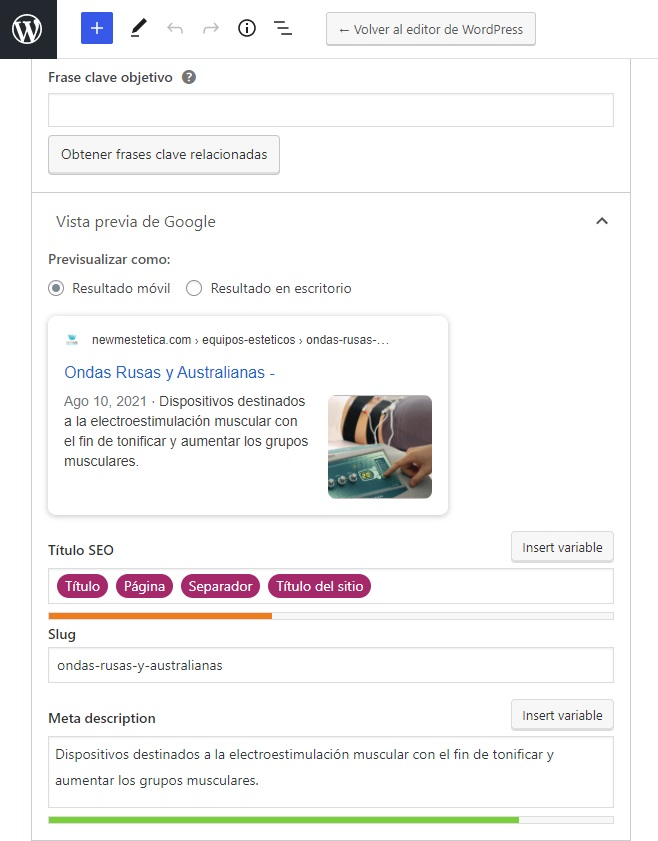 ← Volver al editor de WordPress
Frase clave objetivo
Obtener frases clave relacionadas
Vista previa de Google
Previsualizar como:
Resultado móvil Resultado en escritorio
newmestetica.com › equipos-esteticos › ondas-rusas-…
Ondas Rusas y Australianas -
Ago 10, 2021 · Dispositivos destinados
a la electroestimulación muscular con
el fin de tonificar y aumentar los grupos
musculares.
Título SEO Insert variable
Título Página Separador Título del sitio
Slug
ondas-rusas-y-australianas
Meta description Insert variable
Dispositivos destinados a la electroestimulación muscular con el fin de tonificar y
aumentar los grupos musculares.